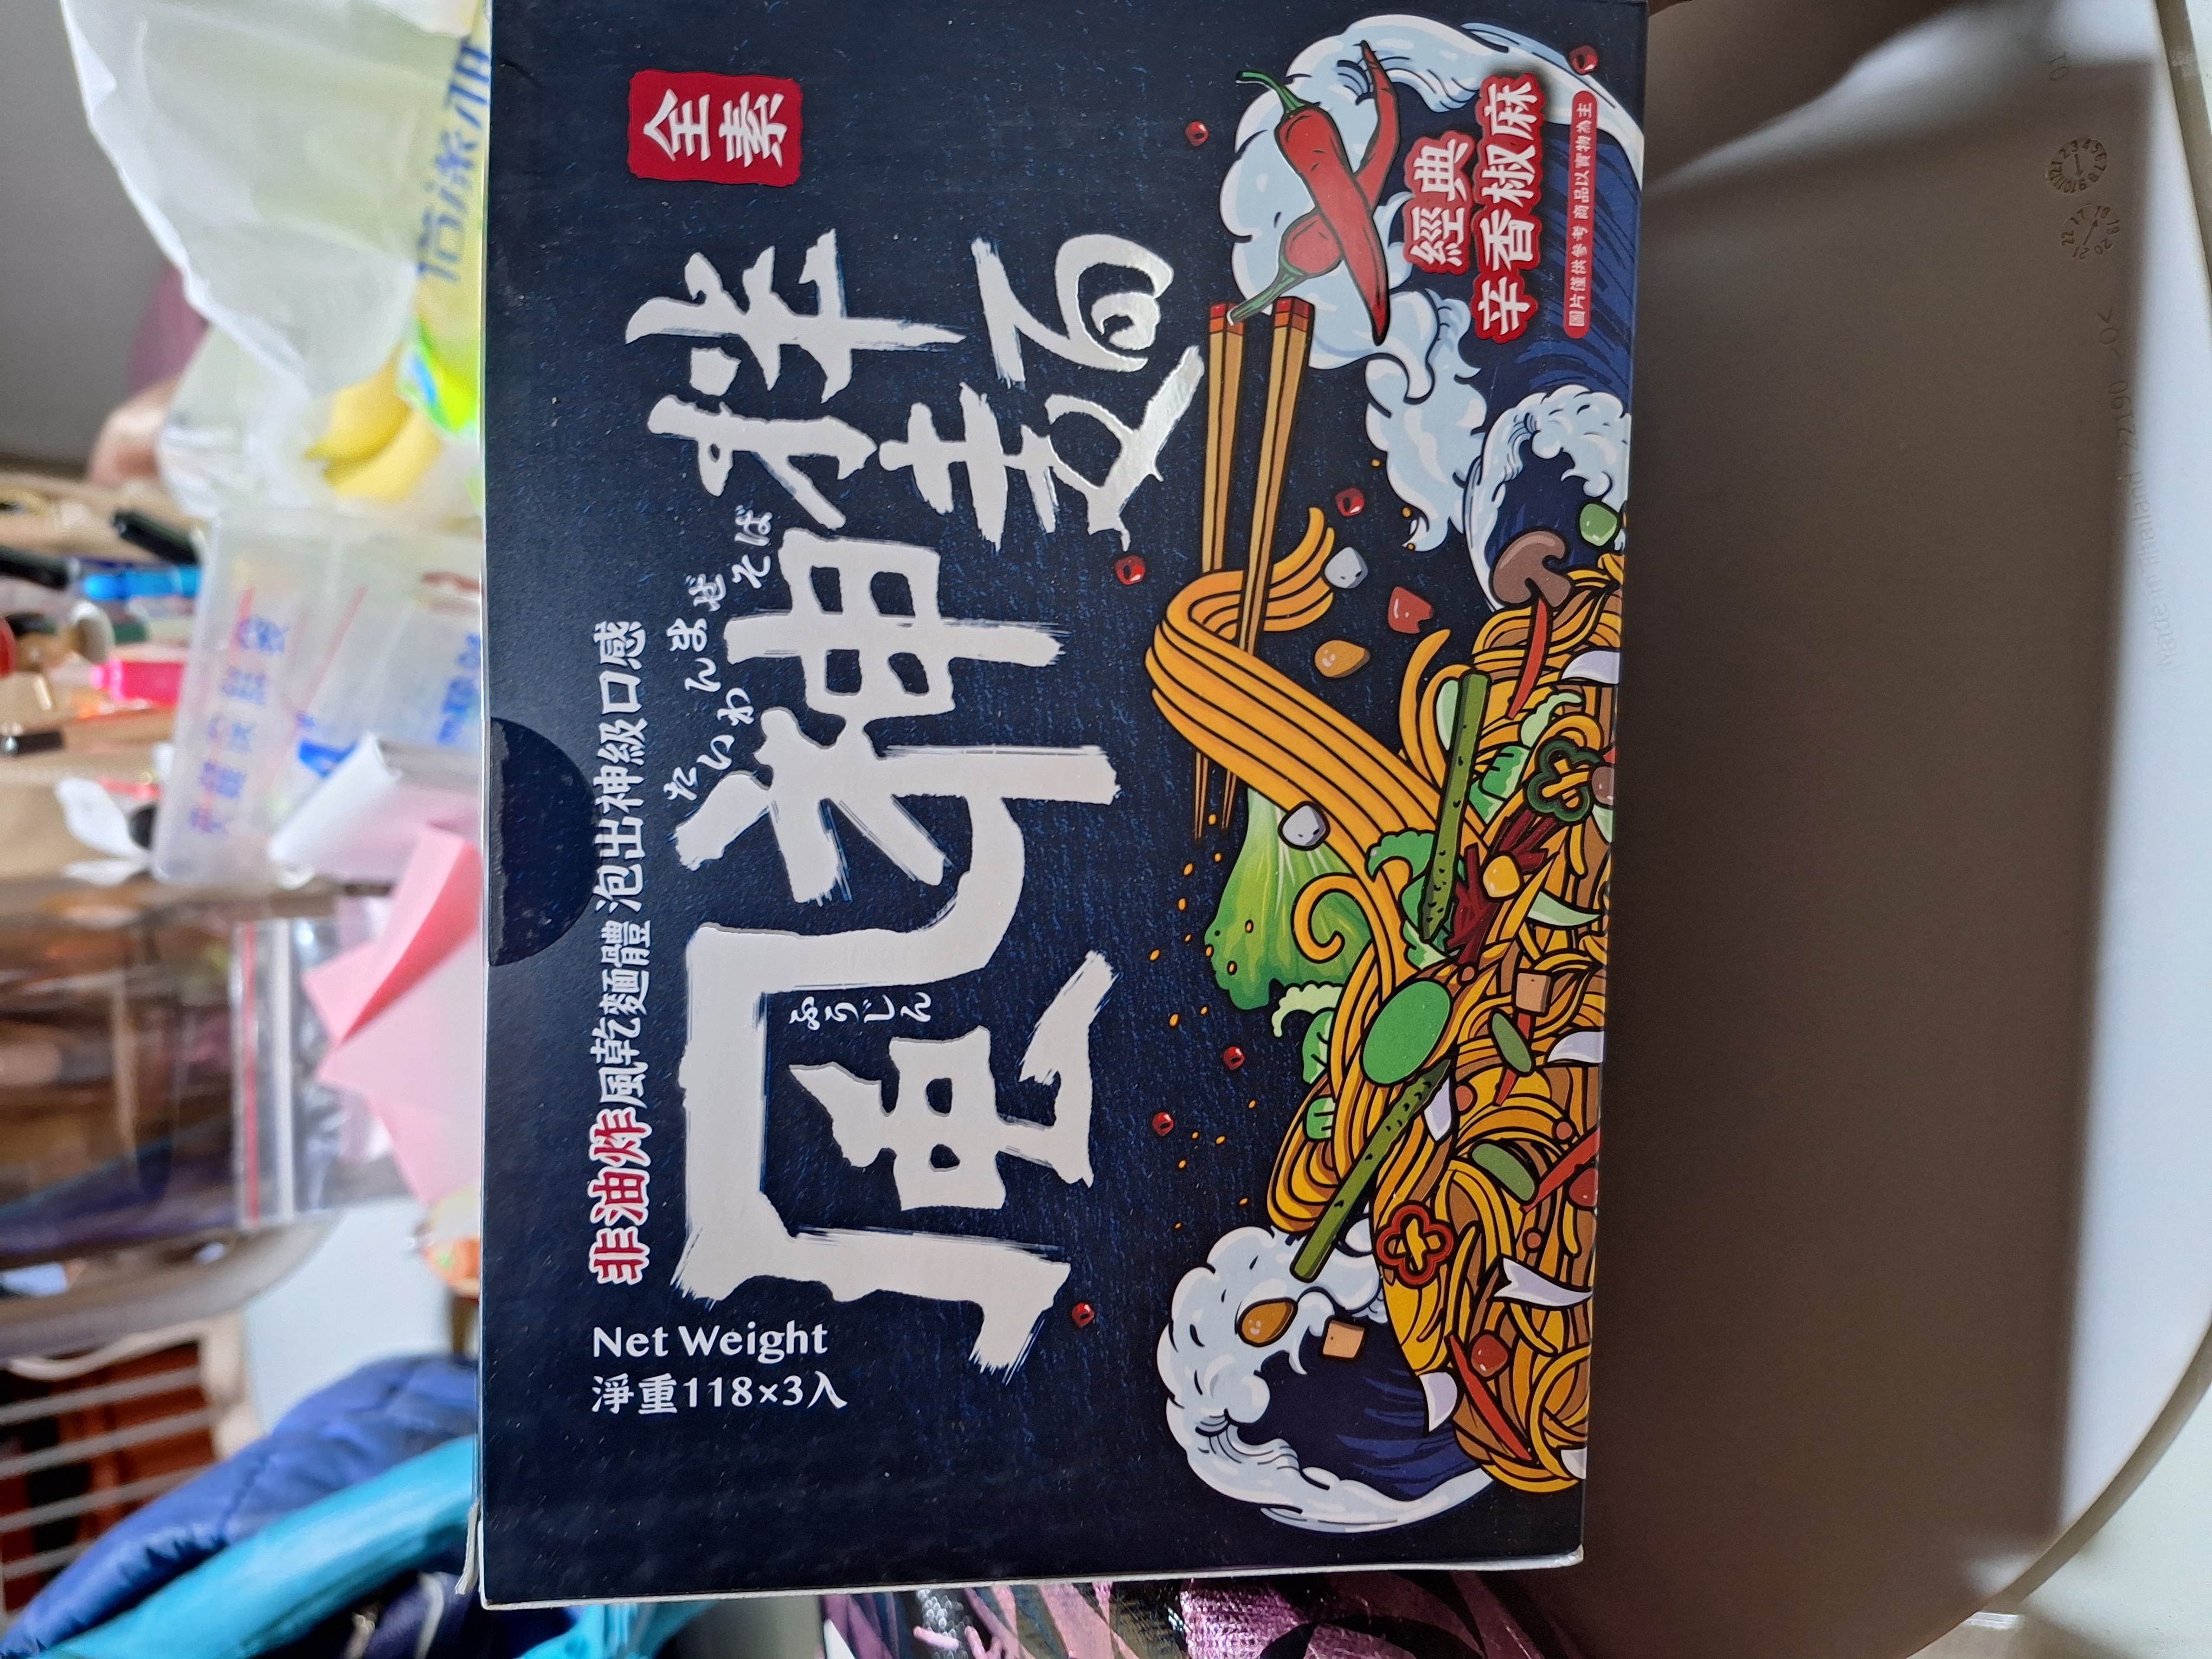 全素
非油炸風乾麵體 泡出神級口感
たいわんまぜそば
風神拌麵
ふうじん
Net Weight
淨重118×3入
經典
辛香椒麻
圖片僅供參考 商品以實物為主